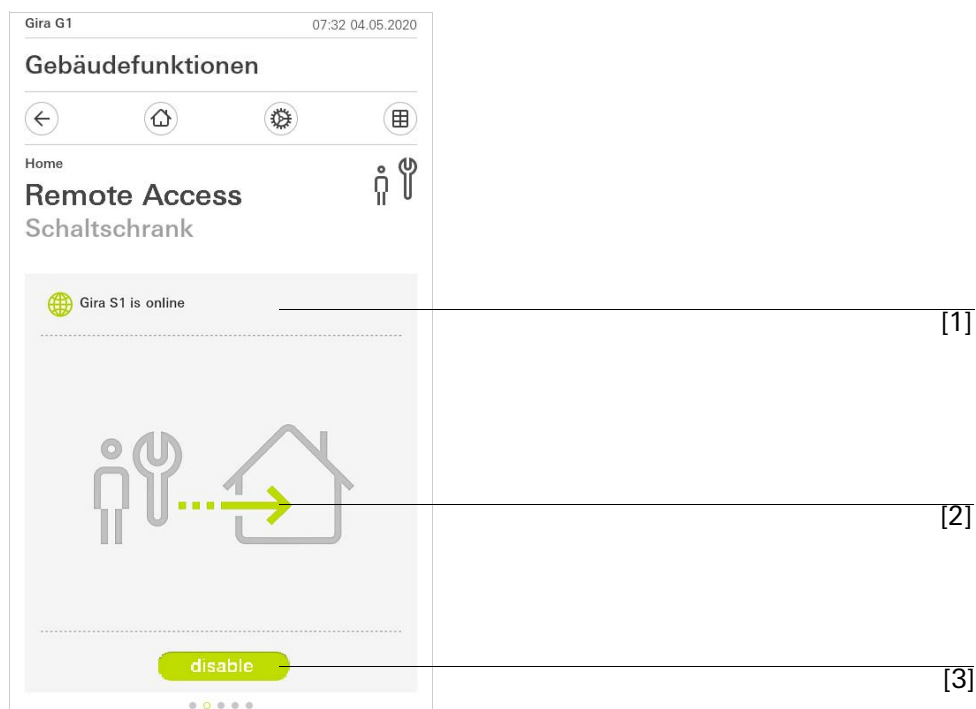 Gira G1 07:32 04.05.2020
Gebäudefunktionen
Home
Remote Access
Schaltschrank
Gira S1 is online
[1]
[2]
disable
[3]